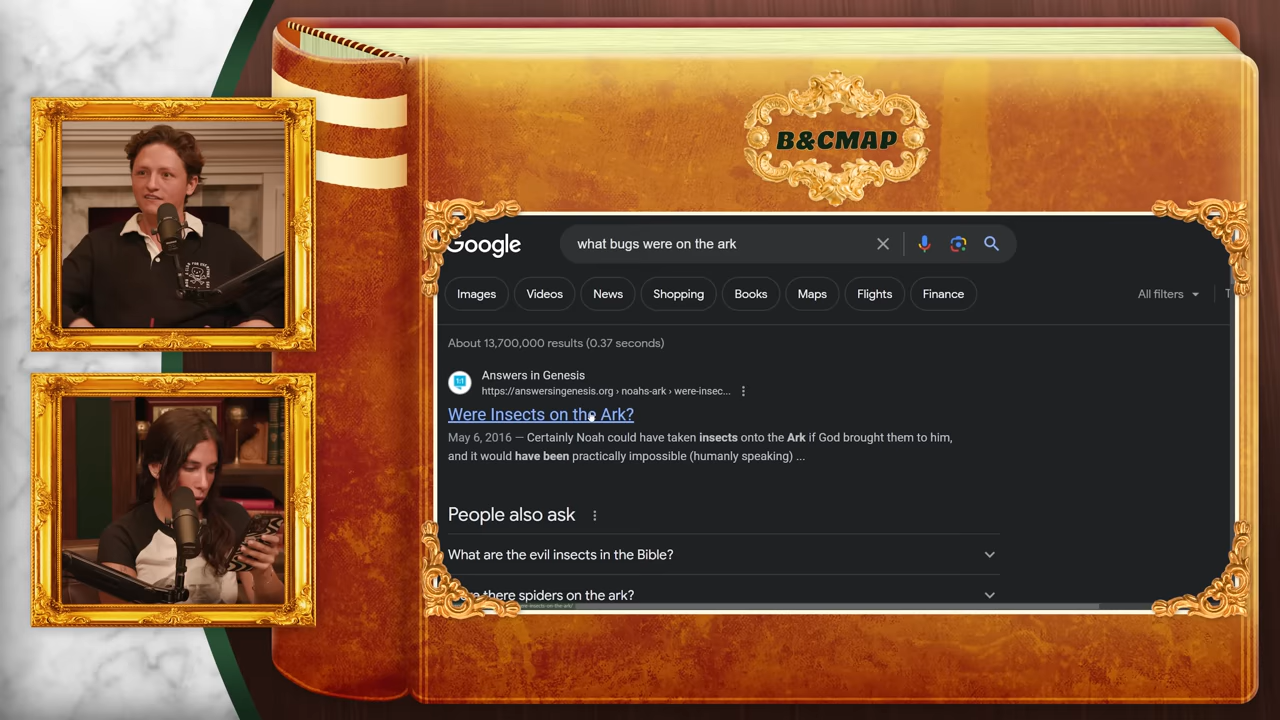 B&CMAP
Google
what bugs were on the ark
Images
Videos
News
Shopping
Books
Maps
Flights
Finance
All filters
About 13,700,000 results (0.37 seconds)
Answers in Genesis
https://answersingenesis.org › noahs-ark › were-insec...
Were Insects on the Ark?
May 6, 2016 — Certainly Noah could have taken insects onto the Ark if God brought them to him,
and it would have been practically impossible (humanly speaking) ...
People also ask
What are the evil insects in the Bible?
there spiders on the ark?